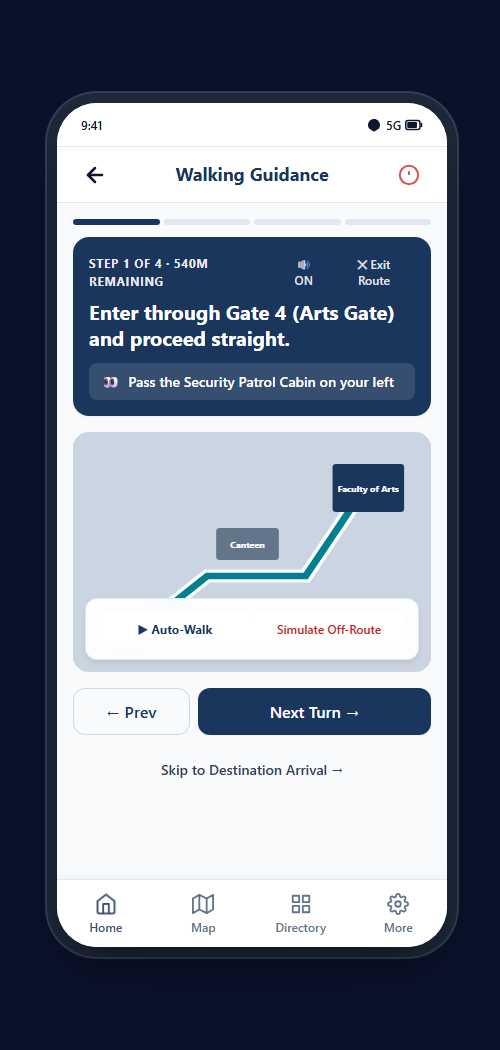 9:41
5G
Walking Guidance
STEP 1 OF 4 · 540M
REMAINING
🔊
ON
✕ Exit
Route
Enter through Gate 4 (Arts Gate)
and proceed straight.
👀 Pass the Security Patrol Cabin on your left
Faculty of Arts
Canteen
▶ Auto-Walk
Simulate Off-Route
← Prev
Next Turn →
Skip to Destination Arrival →
Home
Map
Directory
More